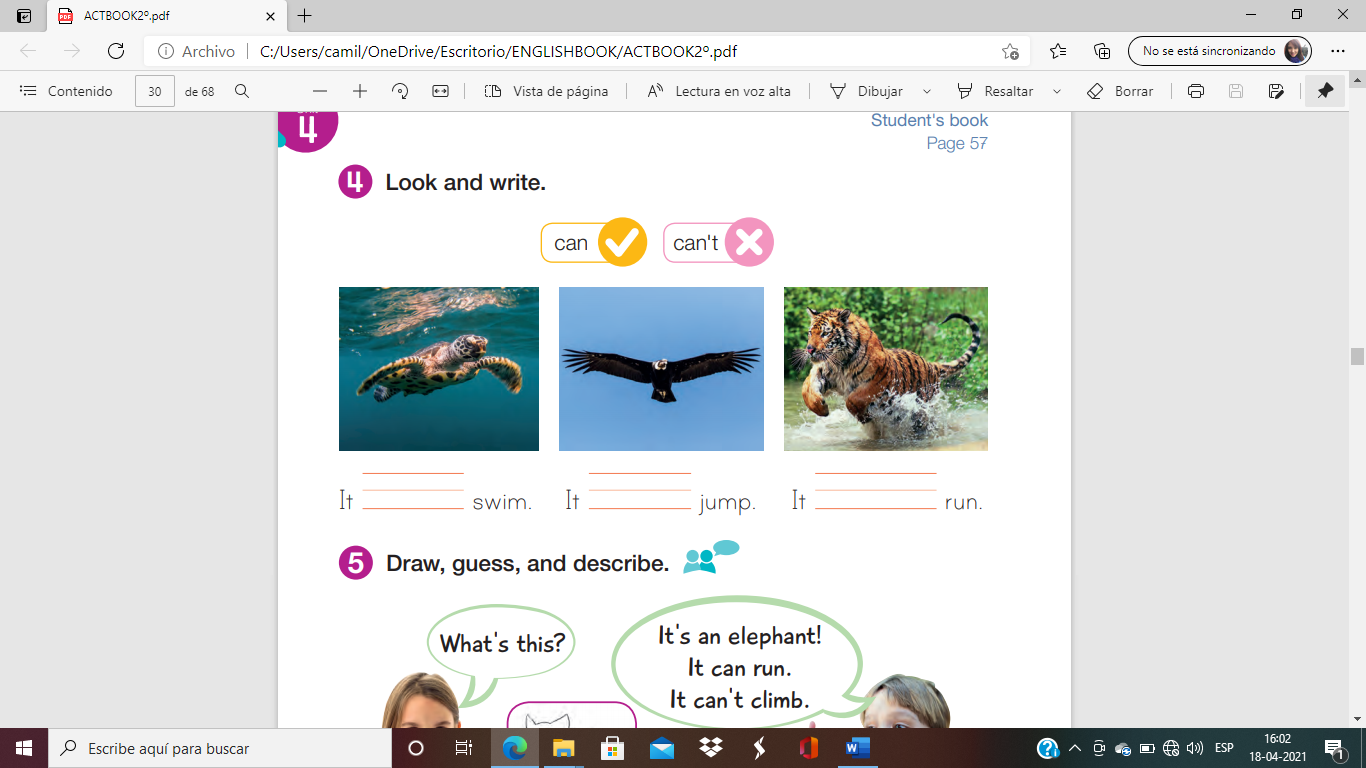 ACTBOOK2º.pdf
Archivo C:/Users/camil/OneDrive/Escritorio/ENGLISHBOOK/ACTBOOK2º.pdf No se está sincronizando
Contenido 30 de 68 Vista de página Lectura en voz alta Dibujar Resaltar Borrar
4 Student's book
Page 57
4 Look and write.
can can't
It swim. It jump. It run.
5 Draw, guess, and describe.
What's this?
It's an elephant!
It can run.
It can't climb.
Escribe aquí para buscar ESP 16:02
18-04-2021 1